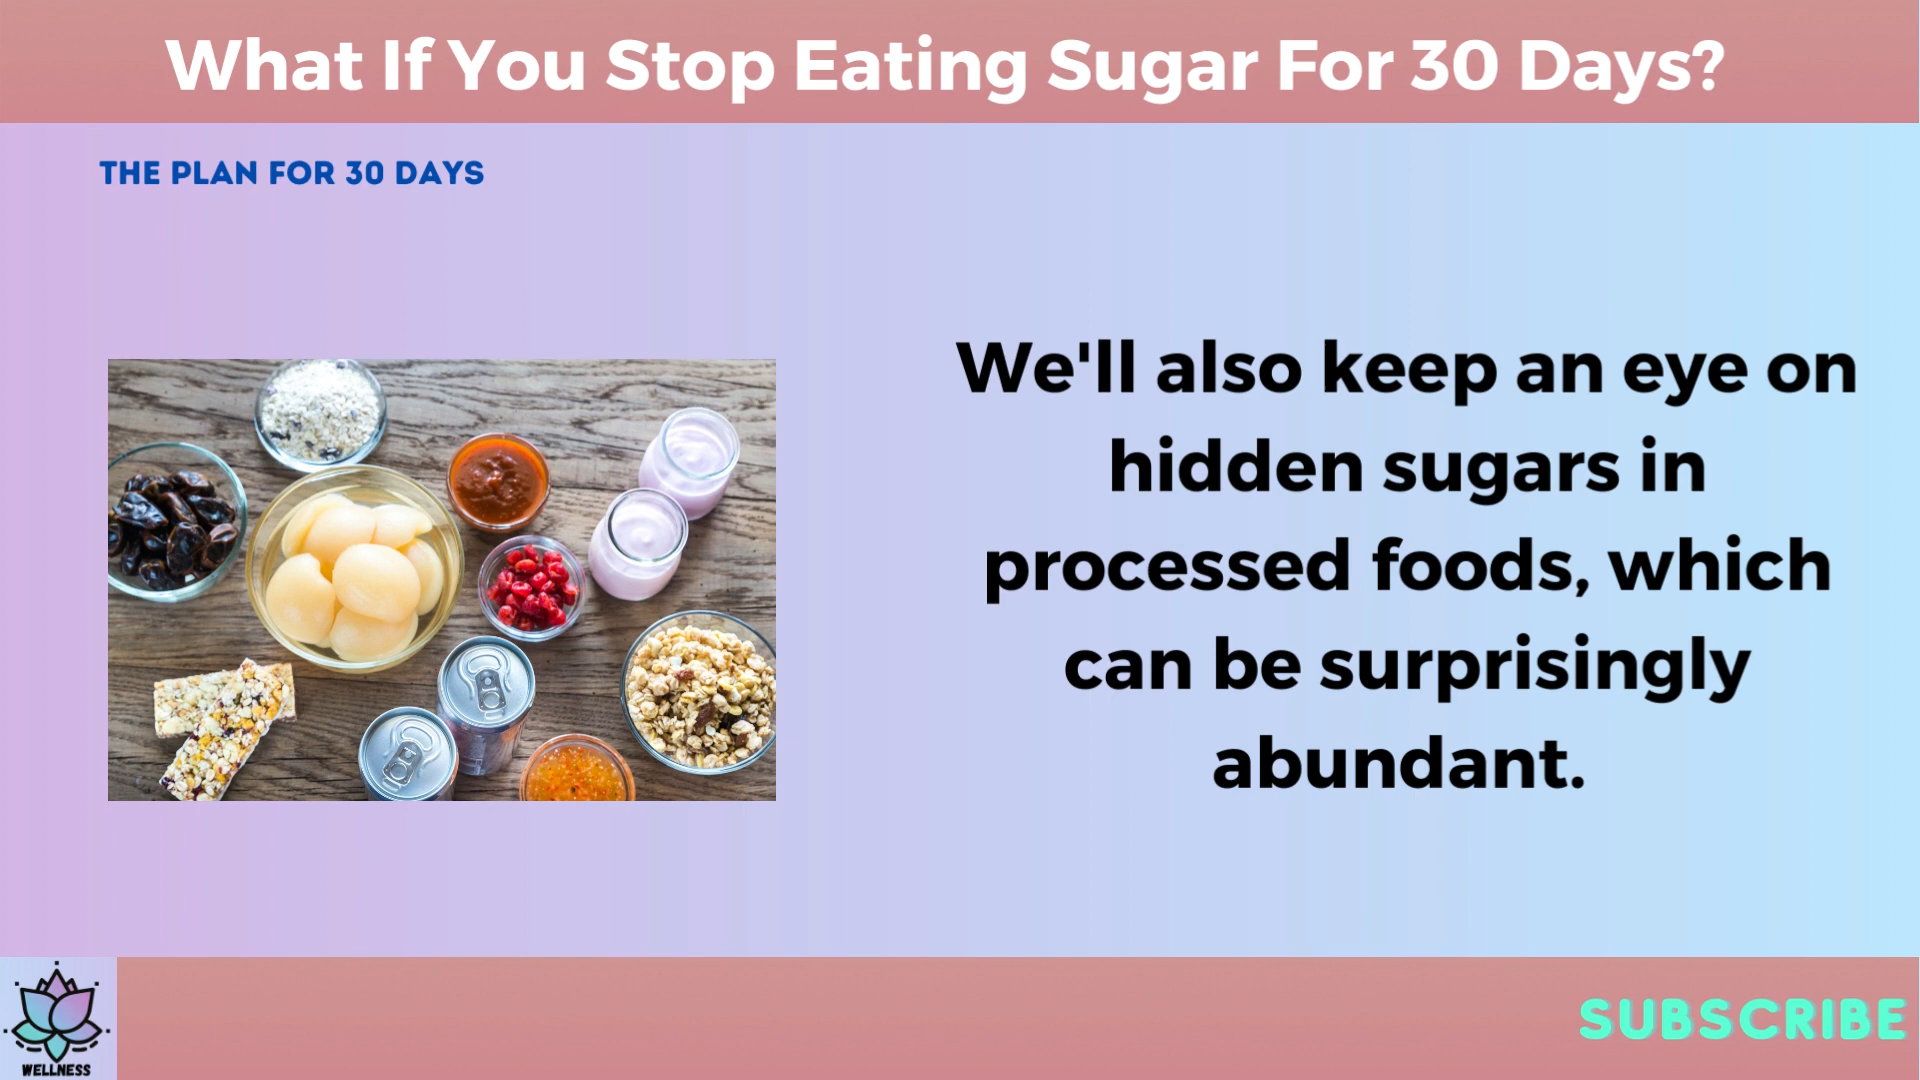 What If You Stop Eating Sugar For 30 Days?
THE PLAN FOR 30 DAYS
We'll also keep an eye on
hidden sugars in
processed foods, which
can be surprisingly
abundant.
WELLNESS
SUBSCRIBE